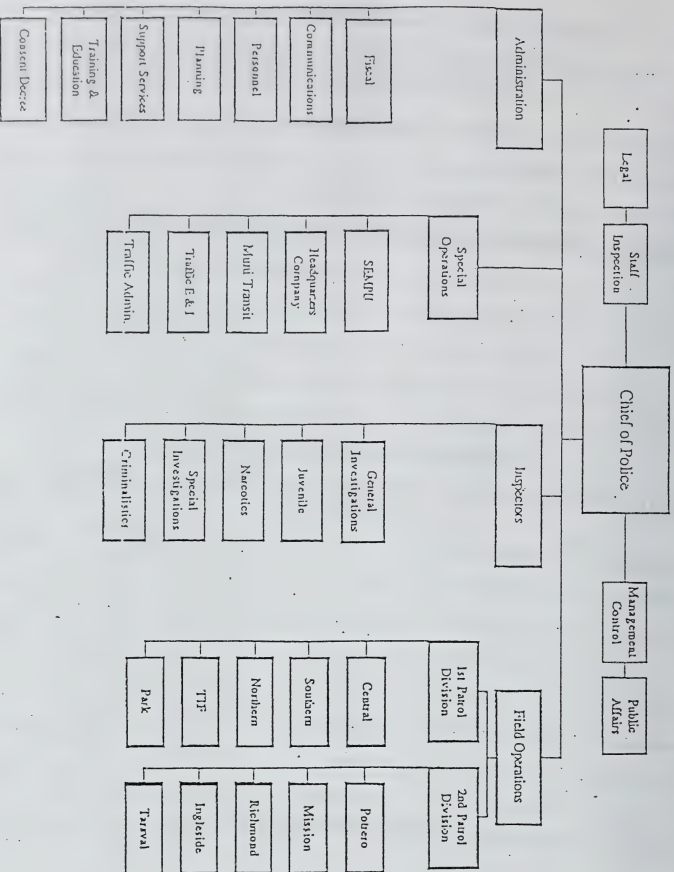 Chief of Police
Legal
Staff
Inspection
Management
Control
Public
Affairs
Administration
Fiscal
Communications
Personnel
Planning
Support Services
Training &
Education
Consent Decree
Special
Operations
Headquarters
Company
Muni Transit
Traffic E & I
Traffic Admin.
Inspectors
General
Investigations
Juvenile
Narcotics
Special
Investigations
Criminalistics
Field Operations
1st Patrol
Division
Central
Southern
Northern
TTF
Park
2nd Patrol
Division
Potrero
Mission
Richmond
Ingleside
Taraval